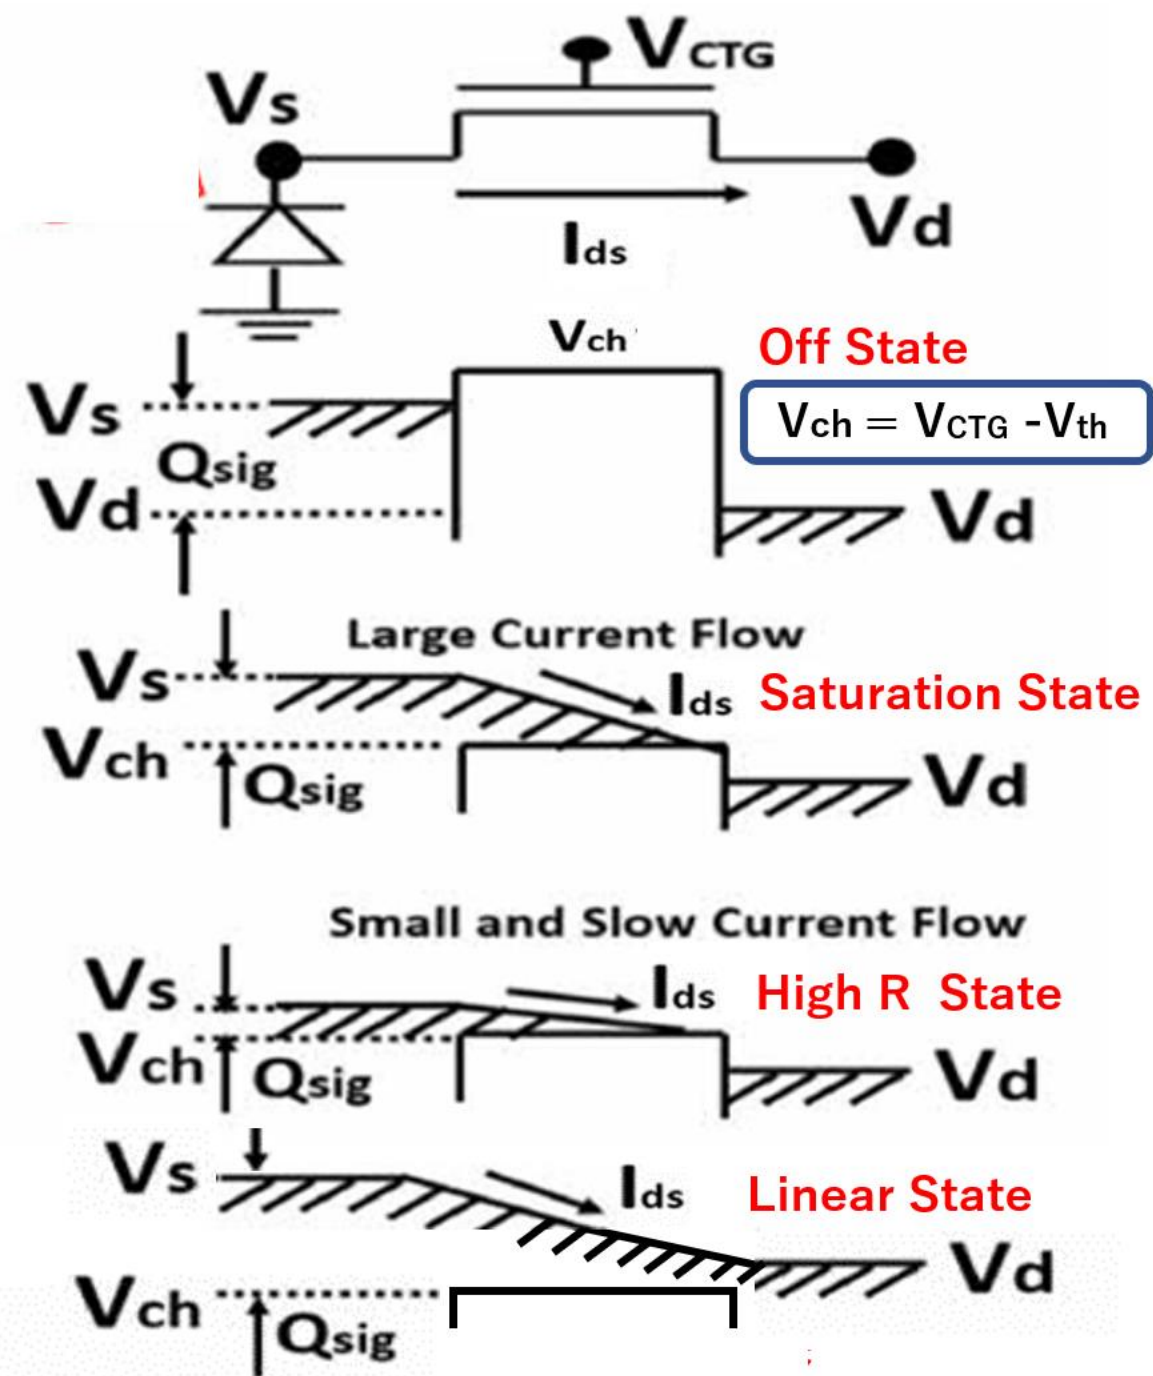 VCTG
Vs
Vd
Ids
Vch
Off State
Vs
Vch = VCTG -Vth
Qsig
Vd
Vd
Large Current Flow
Vs
Ids
Saturation State
Vch
Qsig
Vd
Small and Slow Current Flow
Vs
Ids
High R State
Vch
Qsig
Vd
Vs
Ids
Linear State
Vd
Vch
Qsig